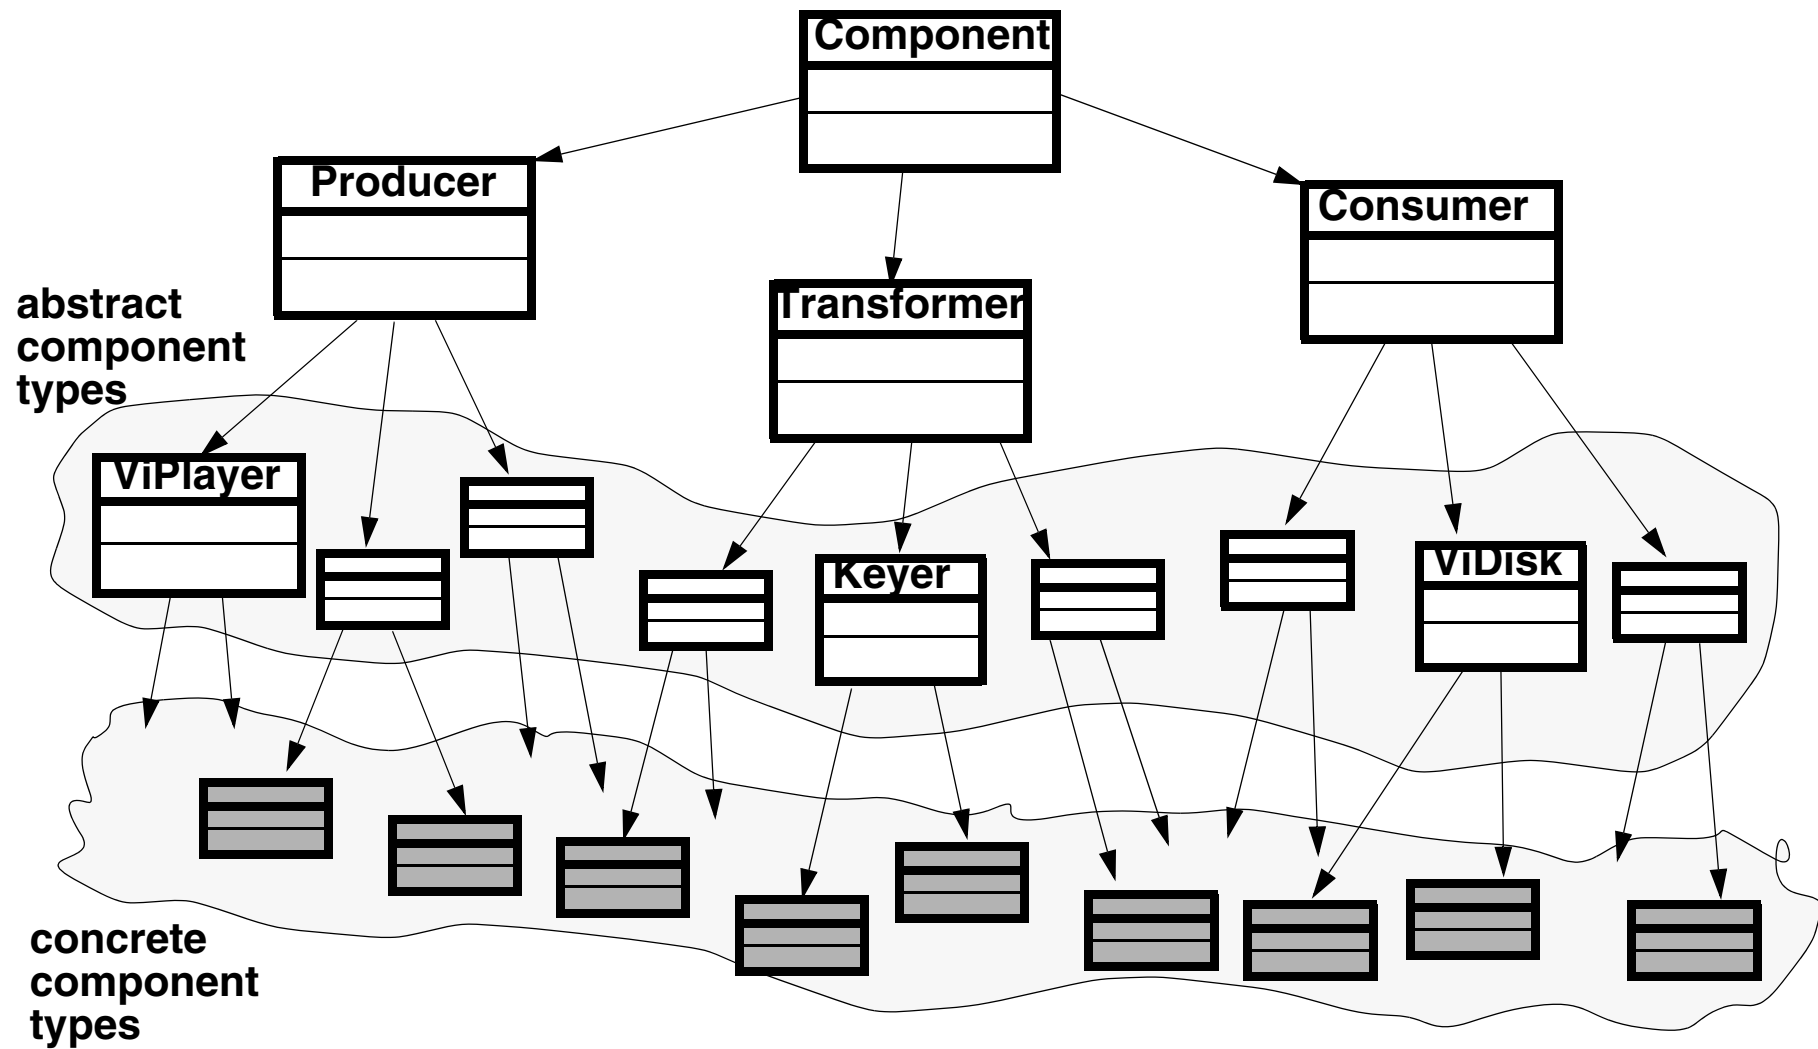 Component
Producer
Consumer
Transformer
abstract
component
types
ViPlayer
Keyer
ViDisk
concrete
component
types